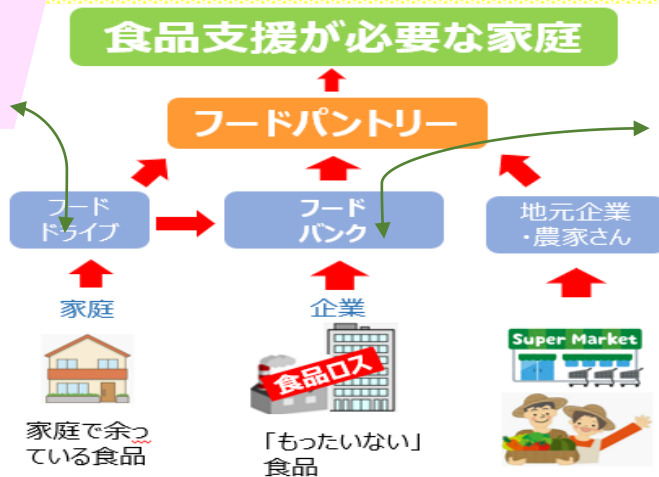 食品支援が必要な家庭
フードパントリー
フード
ドライブ
フード
バンク
地元企業
・農家さん
家庭
企業
Super Market
食品ロス
家庭で余っ
ている食品
「もったいない」
食品